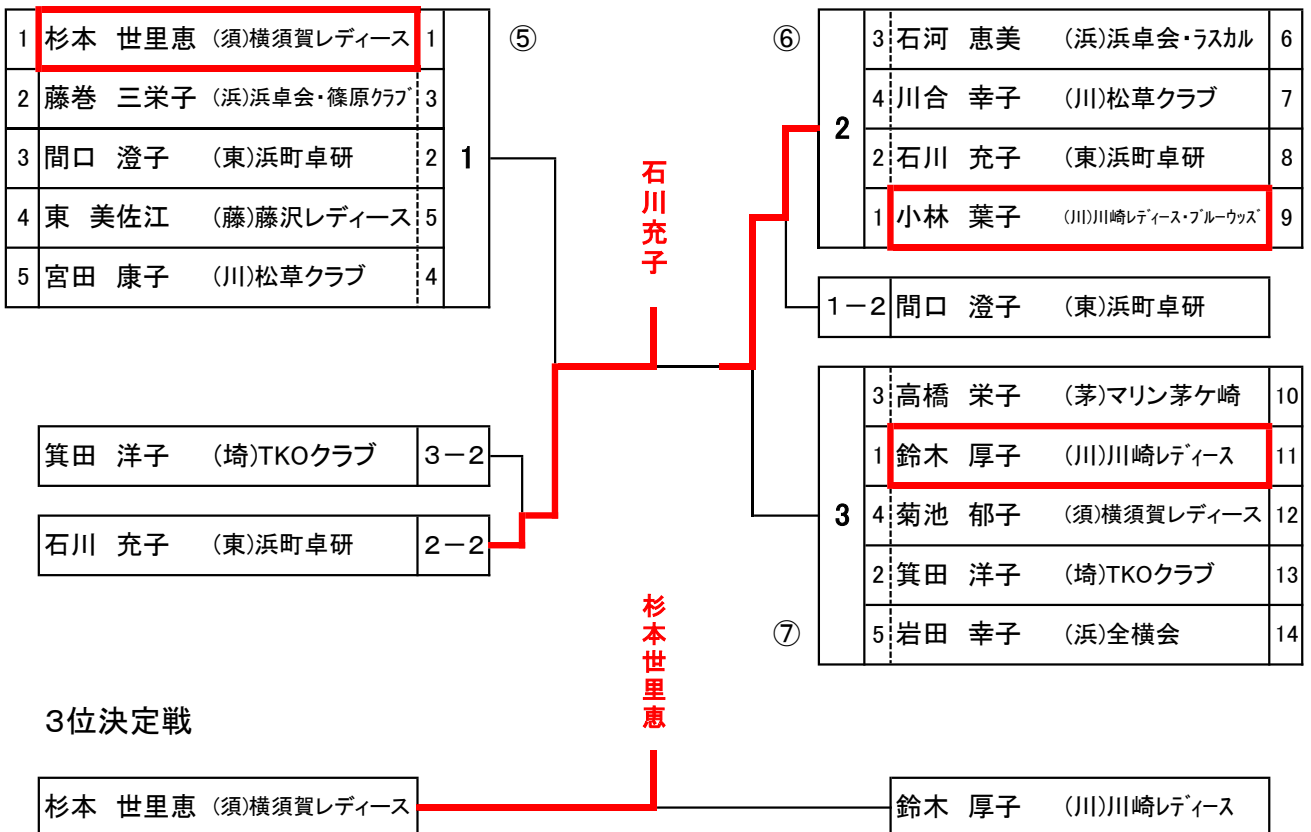 1 杉本 世里恵 (須)横須賀レディース 1
2 藤巻 三栄子 (浜)浜卓会・篠原クラブ 3
3 間口 澄子 (東)浜町卓研 2
4 東 美佐江 (藤)藤沢レディース 5
5 宮田 康子 (川)松草クラブ 4
1
⑤
箕田 洋子 (埼)TKOクラブ 3-2
石川 充子 (東)浜町卓研 2-2
石川充子
⑥
2
3 石河 恵美 (浜)浜卓会・ラスカル 6
4 川合 幸子 (川)松草クラブ 7
2 石川 充子 (東)浜町卓研 8
1 小林 葉子 (川)川崎レディース・ブルーウッズ 9
1-2 間口 澄子 (東)浜町卓研
3
3 高橋 栄子 (茅)マリン茅ケ崎 10
1 鈴木 厚子 (川)川崎レディース 11
4 菊池 郁子 (須)横須賀レディース 12
2 箕田 洋子 (埼)TKOクラブ 13
5 岩田 幸子 (浜)全横会 14
⑦
杉本世里恵
3位決定戦
杉本 世里恵 (須)横須賀レディース
鈴木 厚子 (川)川崎レディース